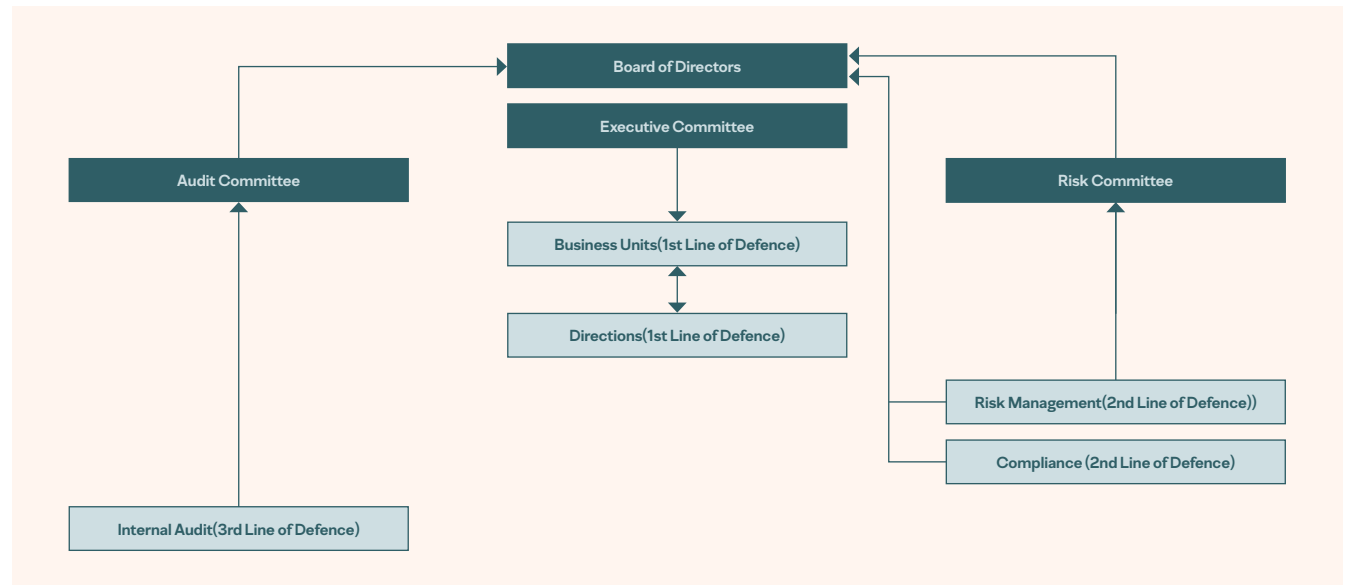 Board of Directors
Executive Committee
Audit Committee
Risk Committee
Business Units(1st Line of Defence)
Directions(1st Line of Defence)
Risk Management(2nd Line of Defence))
Compliance (2nd Line of Defence)
Internal Audit(3rd Line of Defence)